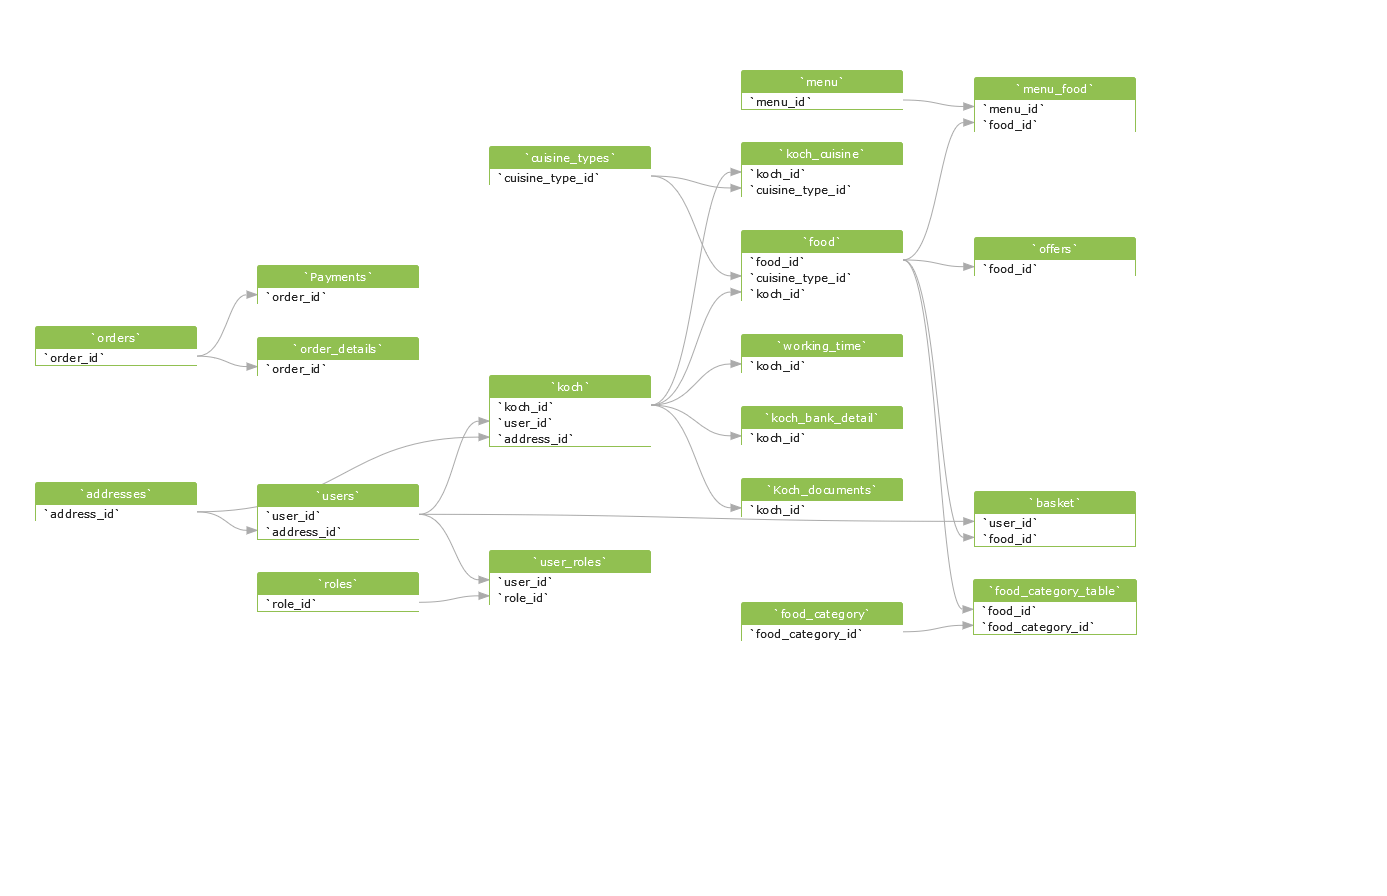 `menu`
`menu_id`
`menu_food`
`menu_id`
`food_id`
`cuisine_types`
`cuisine_type_id`
`koch_cuisine`
`koch_id`
`cuisine_type_id`
`food`
`food_id`
`cuisine_type_id`
`koch_id`
`offers`
`food_id`
`Payments`
`order_id`
`orders`
`order_id`
`order_details`
`order_id`
`working_time`
`koch_id`
`koch`
`koch_id`
`user_id`
`address_id`
`koch_bank_detail`
`koch_id`
`addresses`
`address_id`
`users`
`user_id`
`address_id`
`Koch_documents`
`koch_id`
`basket`
`user_id`
`food_id`
`roles`
`role_id`
`user_roles`
`user_id`
`role_id`
`food_category`
`food_category_id`
`food_category_table`
`food_id`
`food_category_id`